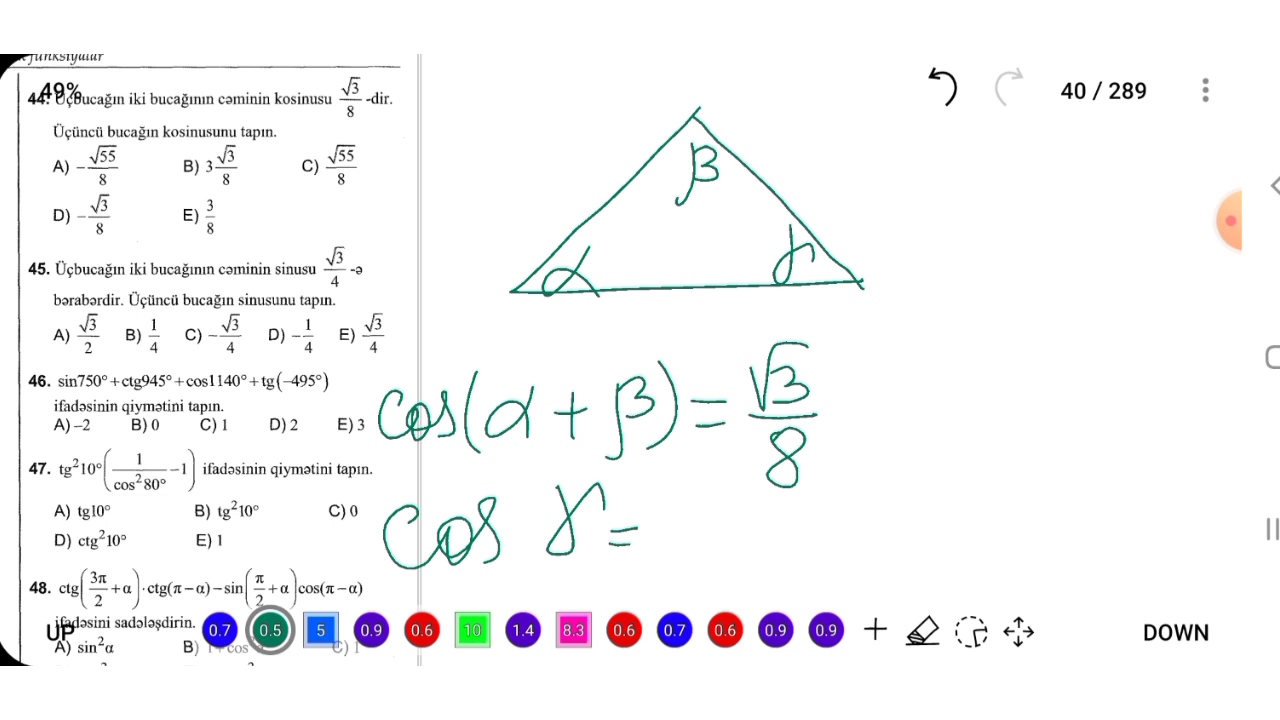 funksiyalar
49%
44. Üçbucağın iki bucağının cəminin kosinusu √3/8 -dir.
Üçüncü bucağın kosinusunu tapın.
A) -√55/8 B) 3√3/8 C) √55/8
D) -√3/8 E) 3/8
45. Üçbucağın iki bucağının cəminin sinusu √3/4 -ə
bərabərdir. Üçüncü bucağın sinusunu tapın.
A) √3/2 B) 1/4 C) -√3/4 D) -1/4 E) √3/4
46. sin750°+ctg945°+cos1140°+tg(-495°)
ifadəsinin qiymətini tapın.
A) -2 B) 0 C) 1 D) 2 E) 3
47. tg²10°(1/cos²80° -1) ifadəsinin qiymətini tapın.
A) tg10° B) tg²10° C) 0
D) ctg²10° E) 1
48. ctg(3π/2+α)·ctg(π-α)-sin(π/2+α)cos(π-α)
ifadəsini sadələşdirin.
A) sin²α B) 1+cos C) 1
β
α γ
cos(α+β)=√3/8
cos γ=
40 / 289
UP 0.7 0.5 5 0.9 0.6 10 1.4 8.3 0.6 0.7 0.6 0.9 0.9 + DOWN